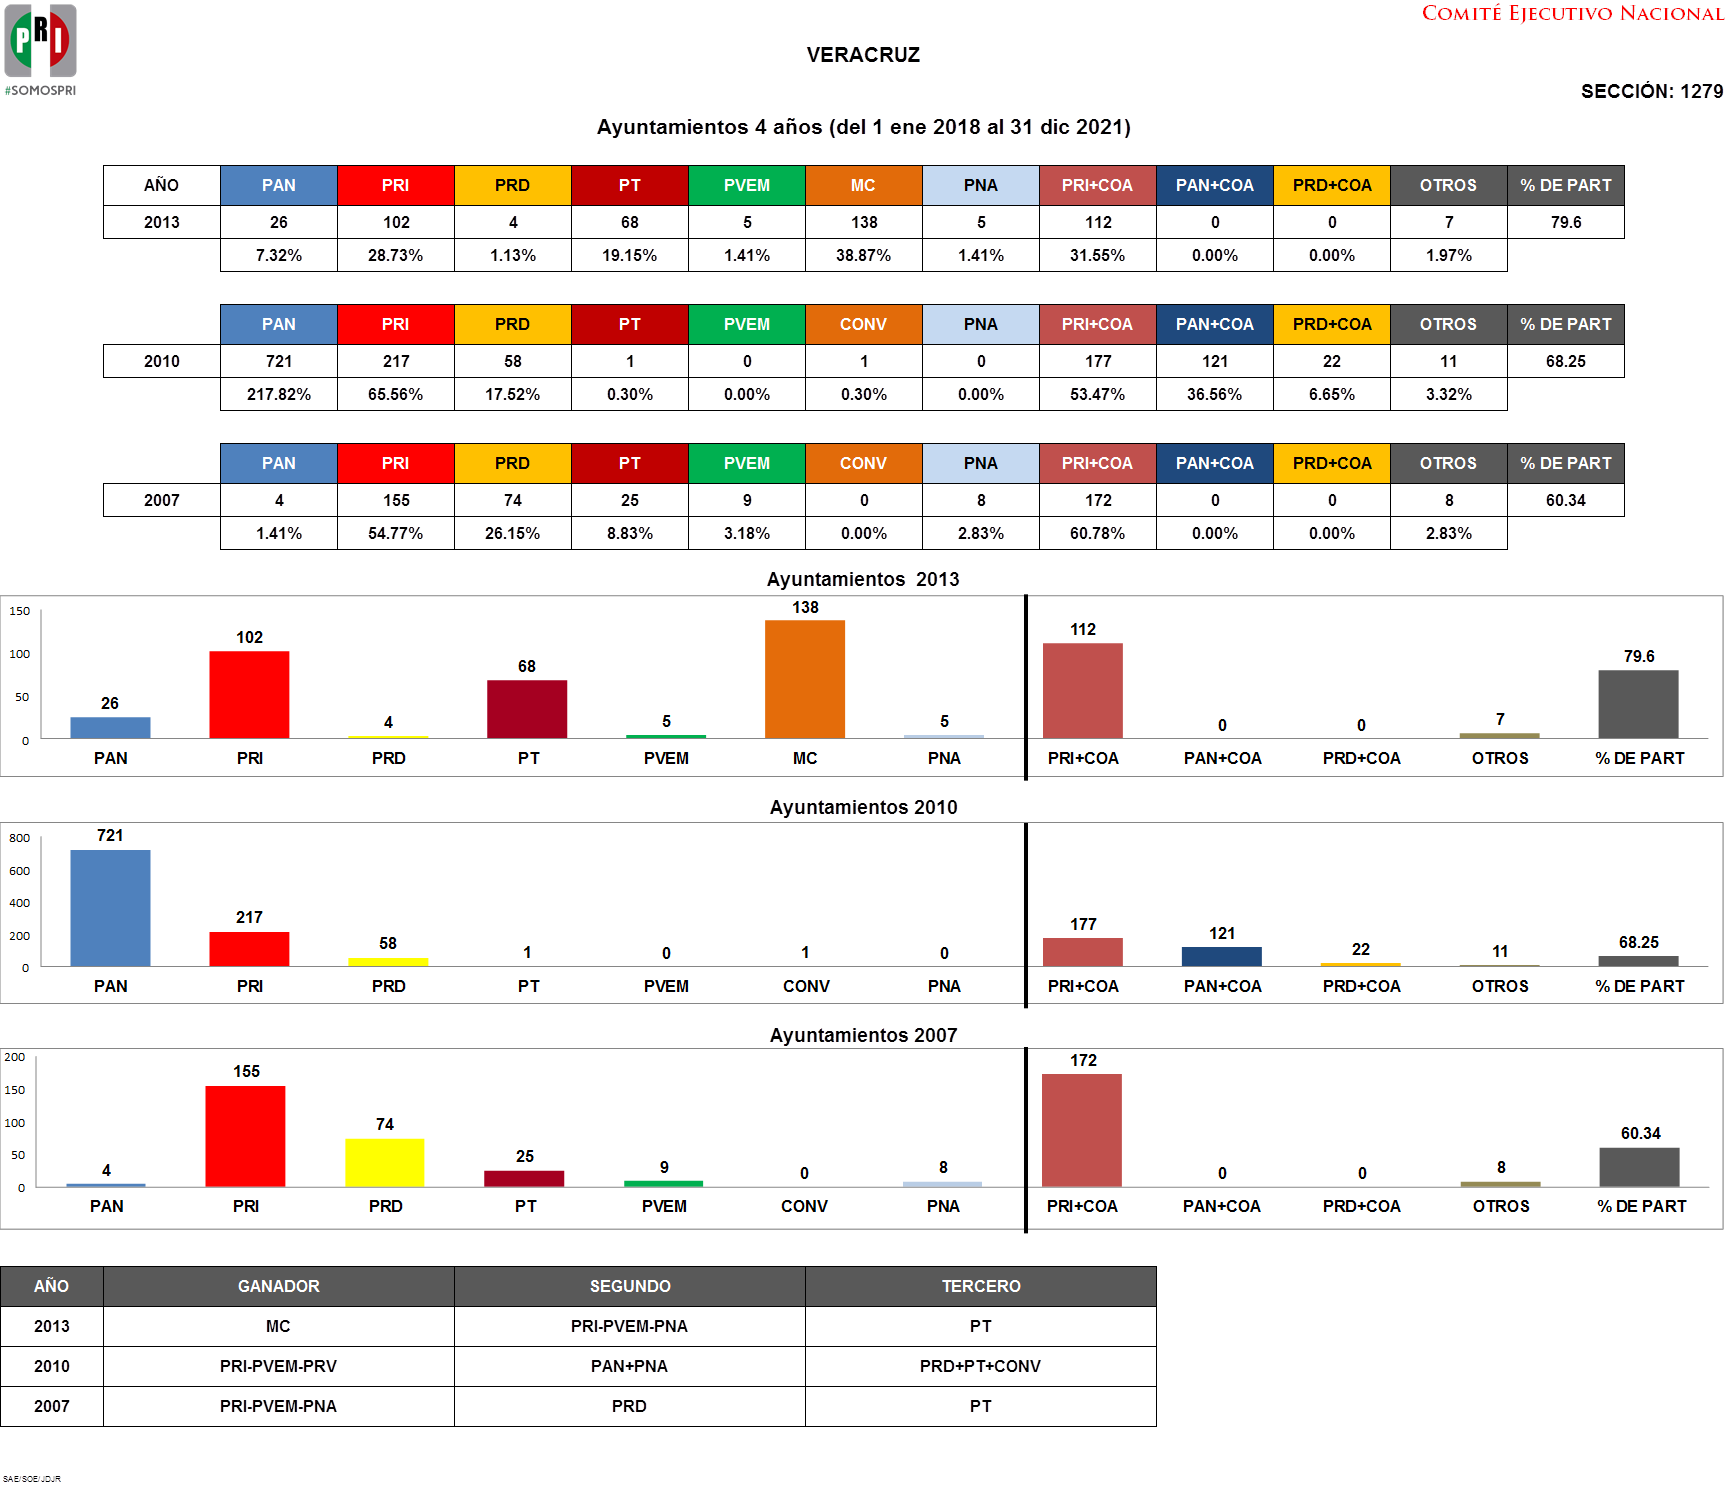 PRI
#SOMOSPRI
COMITÉ EJECUTIVO NACIONAL
VERACRUZ
SECCIÓN: 1279
Ayuntamientos 4 años (del 1 ene 2018 al 31 dic 2021)
AÑO PAN PRI PRD PT PVEM MC PNA PRI+COA PAN+COA PRD+COA OTROS % DE PART
2013 26 102 4 68 5 138 5 112 0 0 7 79.6
7.32% 28.73% 1.13% 19.15% 1.41% 38.87% 1.41% 31.55% 0.00% 0.00% 1.97%
PAN PRI PRD PT PVEM CONV PNA PRI+COA PAN+COA PRD+COA OTROS % DE PART
2010 721 217 58 1 0 1 0 177 121 22 11 68.25
217.82% 65.56% 17.52% 0.30% 0.00% 0.30% 0.00% 53.47% 36.56% 6.65% 3.32%
PAN PRI PRD PT PVEM CONV PNA PRI+COA PAN+COA PRD+COA OTROS % DE PART
2007 4 155 74 25 9 0 8 172 0 0 8 60.34
1.41% 54.77% 26.15% 8.83% 3.18% 0.00% 2.83% 60.78% 0.00% 0.00% 2.83%
Ayuntamientos 2013
150
100
50
0
26 102 4 68 5 138 5 112 0 0 7 79.6
PAN PRI PRD PT PVEM MC PNA PRI+COA PAN+COA PRD+COA OTROS % DE PART
Ayuntamientos 2010
800
600
400
200
0
721 217 58 1 0 1 0 177 121 22 11 68.25
PAN PRI PRD PT PVEM CONV PNA PRI+COA PAN+COA PRD+COA OTROS % DE PART
Ayuntamientos 2007
200
150
100
50
0
4 155 74 25 9 0 8 172 0 0 8 60.34
PAN PRI PRD PT PVEM CONV PNA PRI+COA PAN+COA PRD+COA OTROS % DE PART
AÑO GANADOR SEGUNDO TERCERO
2013 MC PRI-PVEM-PNA PT
2010 PRI-PVEM-PRV PAN+PNA PRD+PT+CONV
2007 PRI-PVEM-PNA PRD PT
SAE/SOE/JDJR